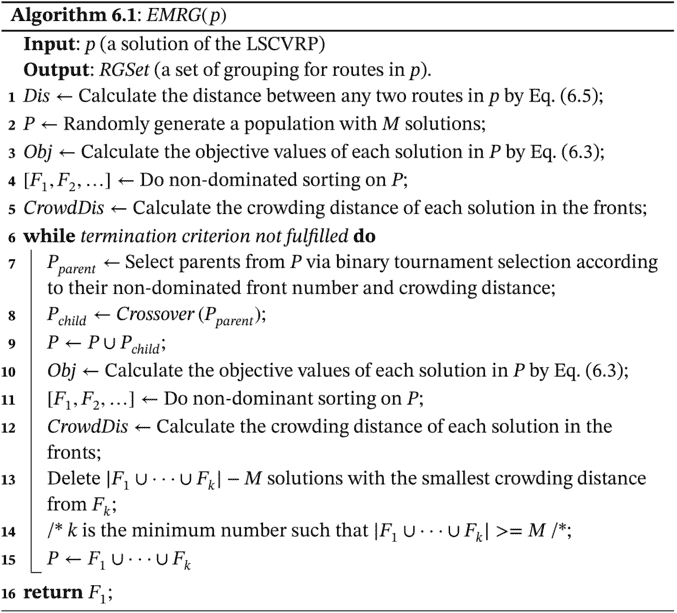 Algorithm 6.1: EMRG(p)
Input: p (a solution of the LSCVRP)
Output: RGSet (a set of grouping for routes in p).
1 Dis ← Calculate the distance between any two routes in p by Eq. (6.5);
2 P ← Randomly generate a population with M solutions;
3 Obj ← Calculate the objective values of each solution in P by Eq. (6.3);
4 [F₁, F₂, …] ← Do non-dominated sorting on P;
5 CrowdDis ← Calculate the crowding distance of each solution in the fronts;
6 while termination criterion not fulfilled do
7 P_parent ← Select parents from P via binary tournament selection according
to their non-dominated front number and crowding distance;
8 P_child ← Crossover (P_parent);
9 P ← P ∪ P_child;
10 Obj ← Calculate the objective values of each solution in P by Eq. (6.3);
11 [F₁, F₂, …] ← Do non-dominant sorting on P;
12 CrowdDis ← Calculate the crowding distance of each solution in the
fronts;
13 Delete |F₁ ∪ ··· ∪ Fₖ| − M solutions with the smallest crowding distance
from Fₖ;
14 /* k is the minimum number such that |F₁ ∪ ··· ∪ Fₖ| >= M /*;
15 P ← F₁ ∪ ··· ∪ Fₖ
16 return F₁;